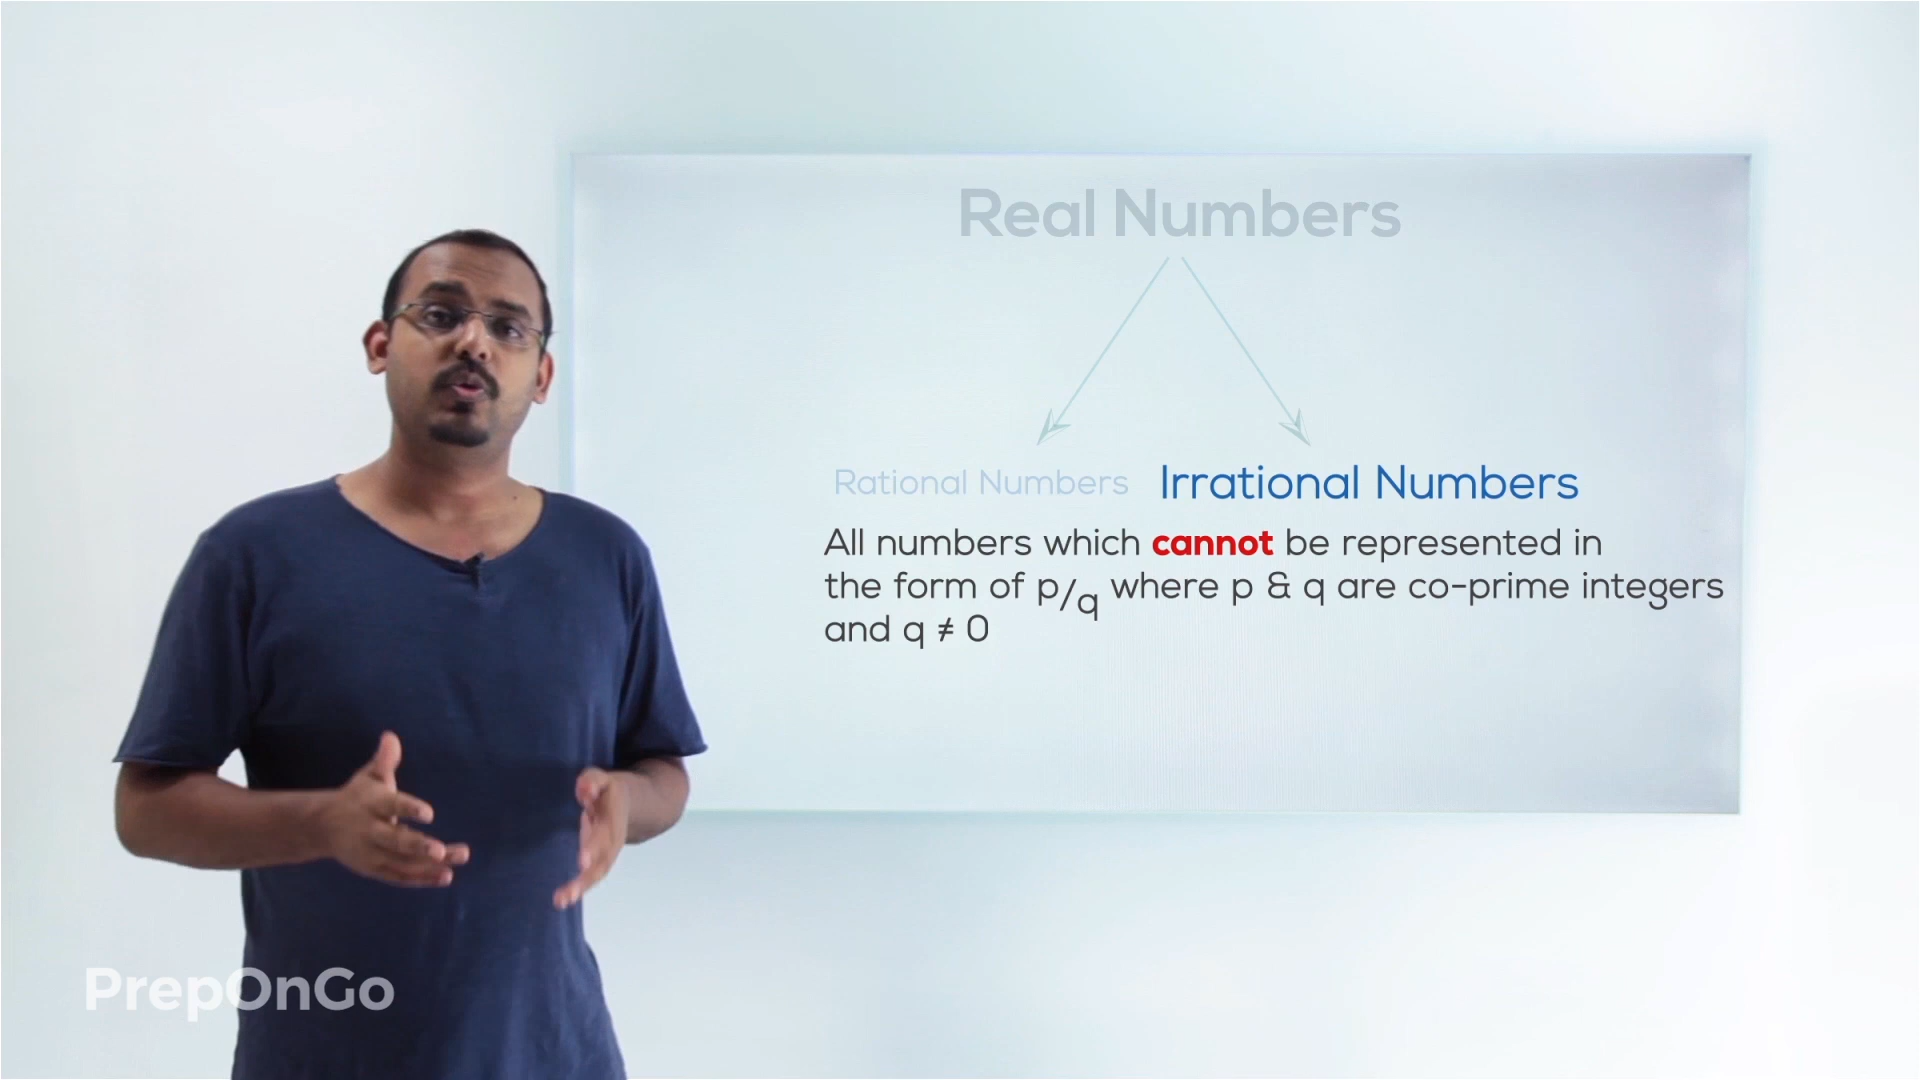 Real Numbers
Rational Numbers Irrational Numbers
All numbers which cannot be represented in
the form of p/q where p & q are co-prime integers
and q ≠ 0
PrepOnGo